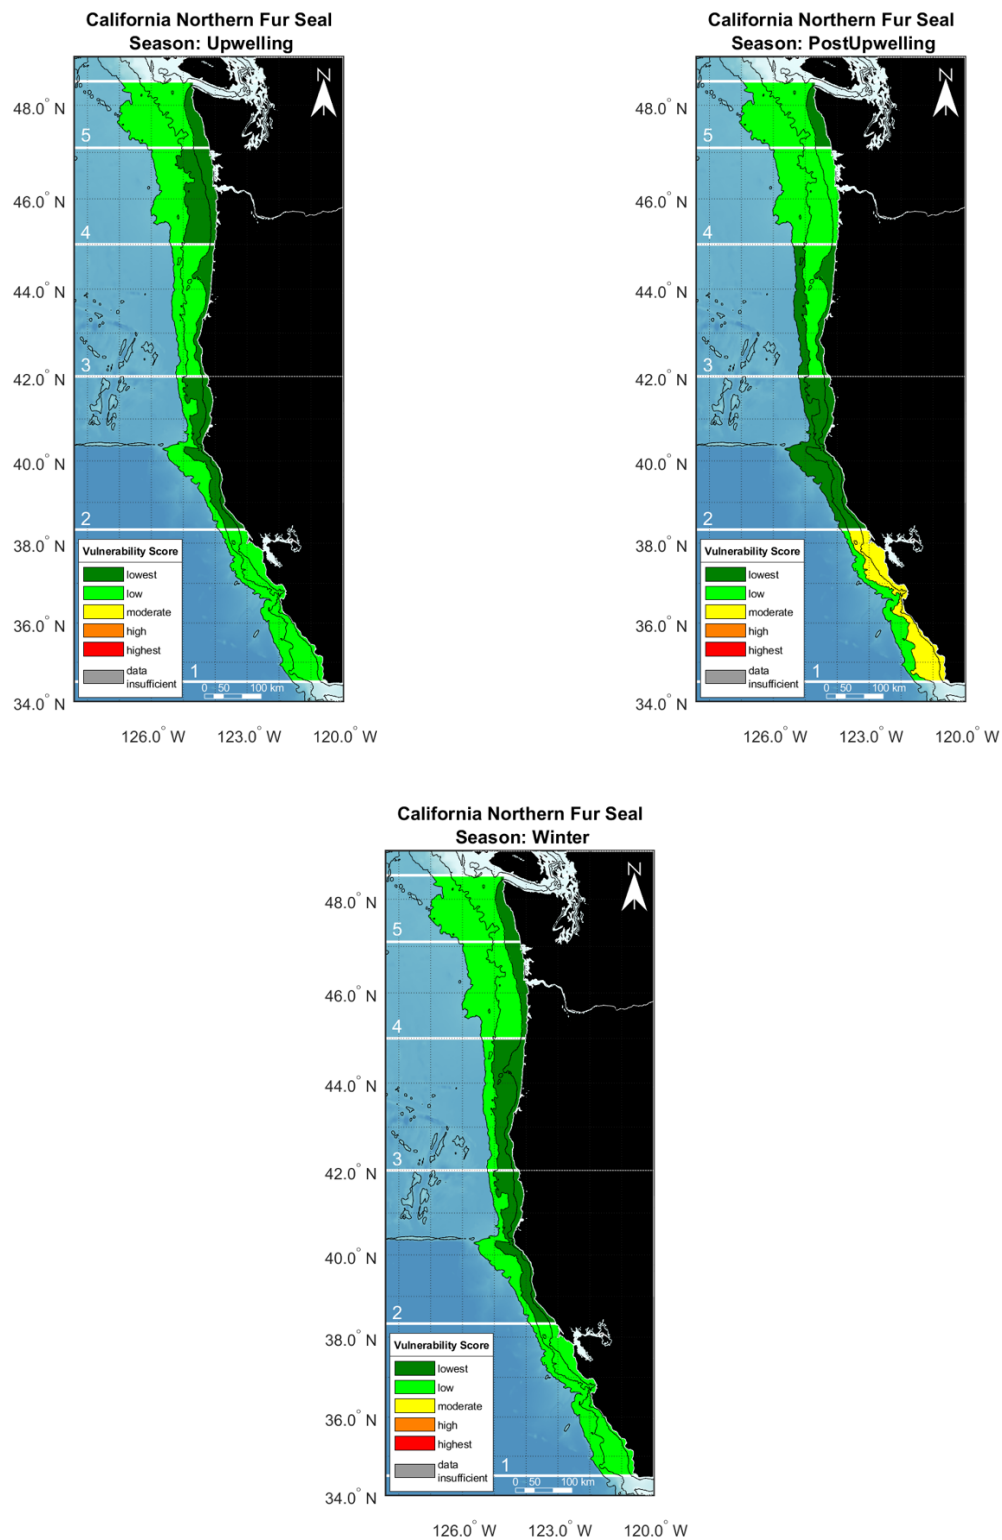 California Northern Fur Seal
Season: Upwelling
N
48.0° N
5
46.0° N
4
44.0° N
3
42.0° N
40.0° N
2
38.0° N
Vulnerability Score
lowest
low
moderate
high
highest
data
insufficient
36.0° N
1
0 50 100 km
34.0° N
126.0° W 123.0° W 120.0° W
California Northern Fur Seal
Season: PostUpwelling
N
48.0° N
5
46.0° N
4
44.0° N
3
42.0° N
40.0° N
2
38.0° N
Vulnerability Score
lowest
low
moderate
high
highest
data
insufficient
36.0° N
1
0 50 100 km
34.0° N
126.0° W 123.0° W 120.0° W
California Northern Fur Seal
Season: Winter
N
48.0° N
5
46.0° N
4
44.0° N
3
42.0° N
40.0° N
2
38.0° N
Vulnerability Score
lowest
low
moderate
high
highest
data
insufficient
36.0° N
1
0 50 100 km
34.0° N
126.0° W 123.0° W 120.0° W